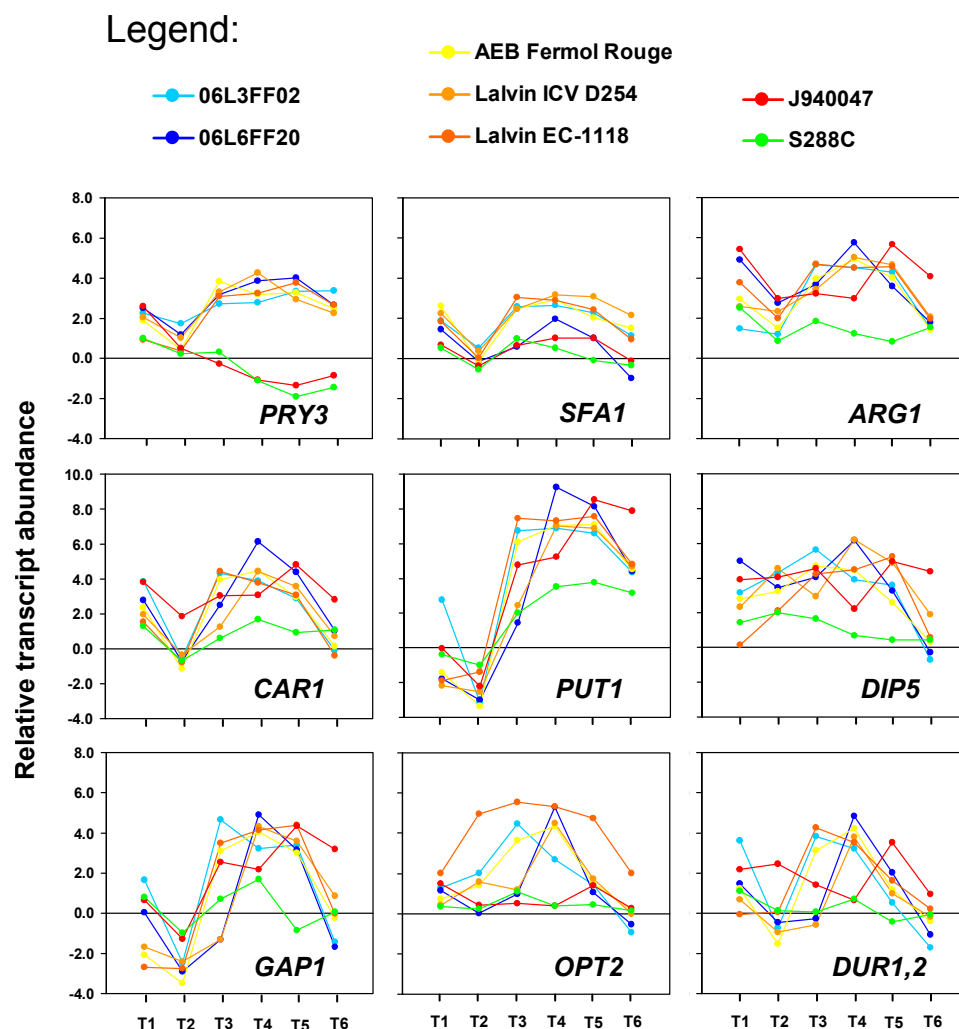 Legend:
AEB Fermol Rouge
06L3FF02
Lalvin ICV D254
J940047
06L6FF20
Lalvin EC-1118
S288C
Relative transcript abundance
8.0
6.0
4.0
2.0
0.0
-2.0
-4.0
PRY3
SFA1
ARG1
10.0
8.0
6.0
4.0
2.0
0.0
-2.0
-4.0
CAR1
PUT1
DIP5
8.0
6.0
4.0
2.0
0.0
-2.0
-4.0
GAP1
OPT2
DUR1,2
T1 T2 T3 T4 T5 T6 T1 T2 T3 T4 T5 T6 T1 T2 T3 T4 T5 T6